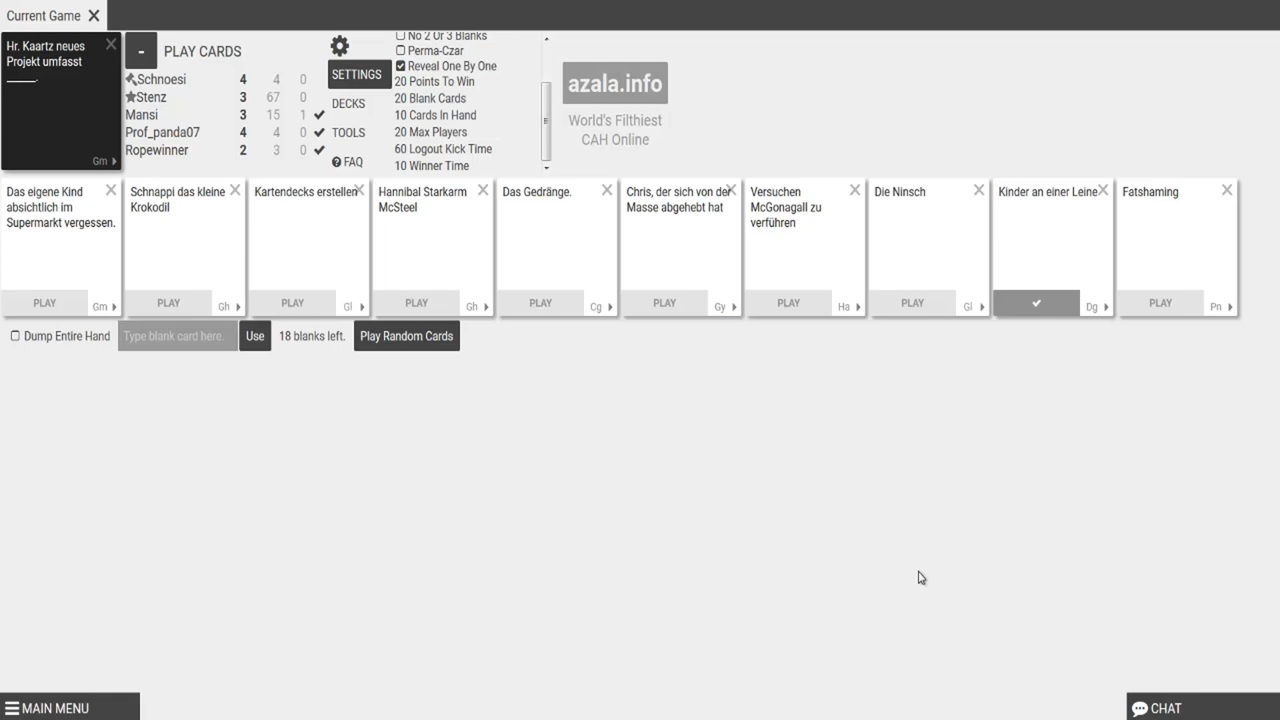 Current Game
Hr. Kaartz neues
Projekt umfasst
_____.
Gm
- PLAY CARDS
Schnoesi 4 4 0
Stenz 3 67 0
Mansi 3 15 1
Prof_panda07 4 4 0
Ropewinner 2 3 0
SETTINGS
DECKS
TOOLS
FAQ
No 2 Or 3 Blanks
Perma-Czar
Reveal One By One
20 Points To Win
20 Blank Cards
10 Cards In Hand
20 Max Players
60 Logout Kick Time
10 Winner Time
azala.info
World's Filthiest
CAH Online
Das eigene Kind
absichtlich im
Supermarkt vergessen.
PLAY Gm
Schnappi das kleine
Krokodil
PLAY Gh
Kartendecks erstellen
PLAY Gl
Hannibal Starkarm
McSteel
PLAY Gh
Das Gedränge.
PLAY Cg
Chris, der sich von der
Masse abgehebt hat
PLAY Gy
Versuchen
McGonagall zu
verführen
PLAY Ha
Die Ninsch
PLAY Gl
Kinder an einer Leine
Dg
Fatshaming
PLAY Pn
Dump Entire Hand Type blank card here. Use 18 blanks left. Play Random Cards
MAIN MENU
CHAT